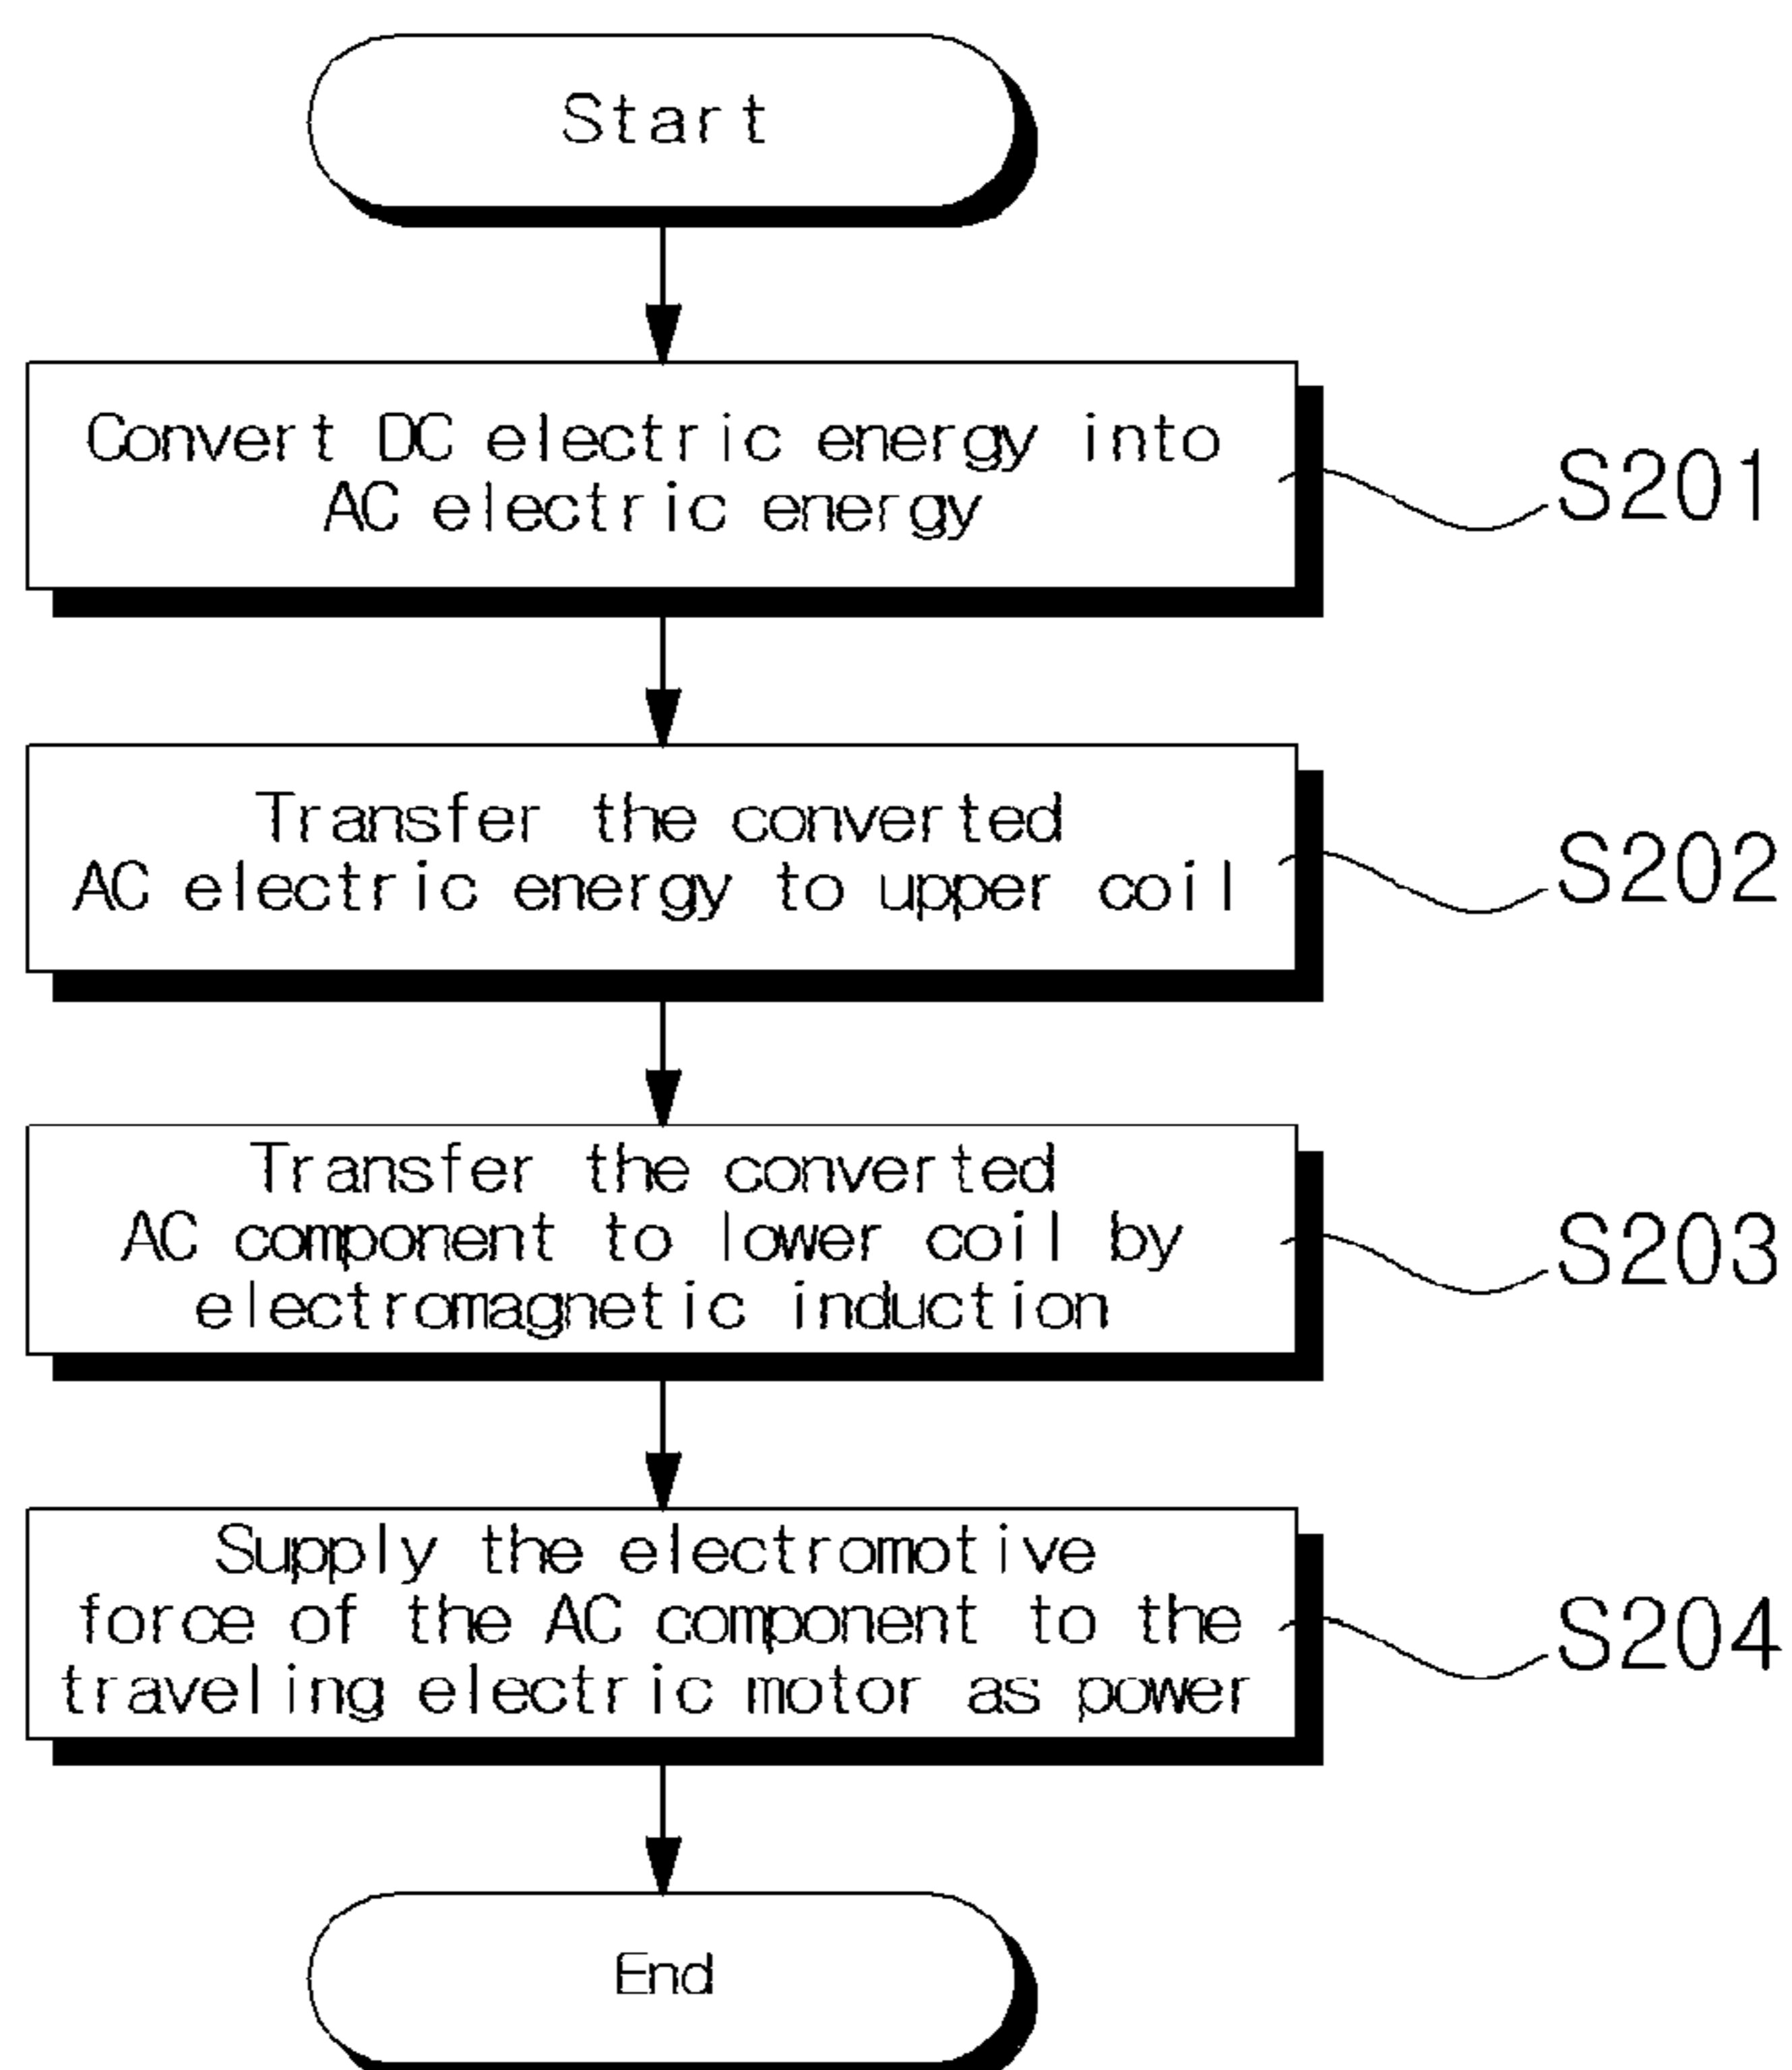 Start
Convert DC electric energy into
AC electric energy
S201
Transfer the converted
AC electric energy to upper coil
S202
Transfer the converted
AC component to lower coil by
electromagnetic induction
S203
Supply the electromotive
force of the AC component to the
traveling electric motor as power
S204
End